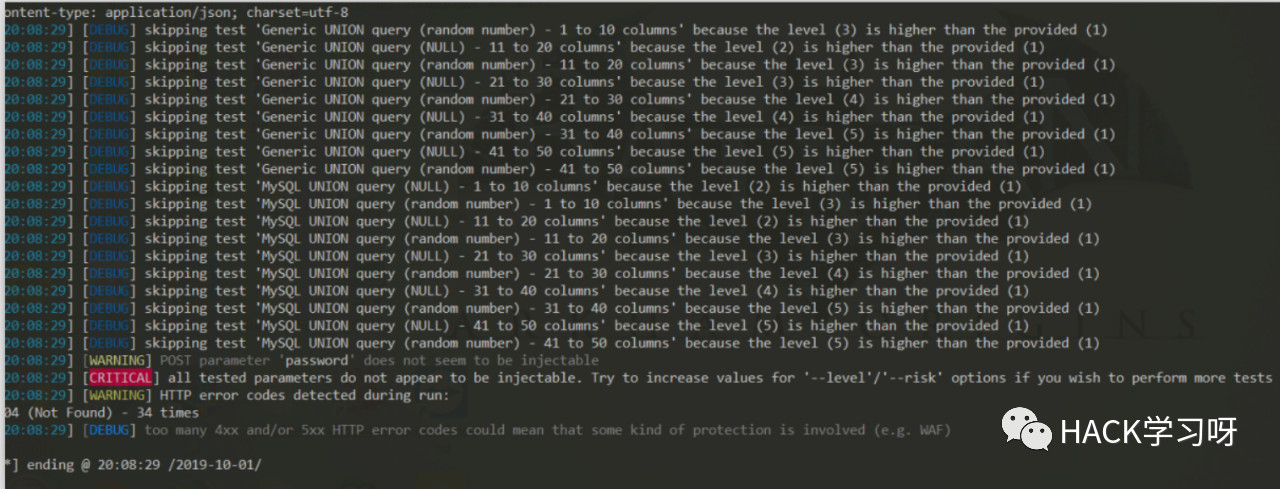 ontent-type: application/json; charset=utf-8
20:08:29] [DEBUG] skipping test 'Generic UNION query (random number) - 1 to 10 columns' because the level (3) is higher than the provided (1)
20:08:29] [DEBUG] skipping test 'Generic UNION query (NULL) - 11 to 20 columns' because the level (2) is higher than the provided (1)
20:08:29] [DEBUG] skipping test 'Generic UNION query (random number) - 11 to 20 columns' because the level (3) is higher than the provided (1)
20:08:29] [DEBUG] skipping test 'Generic UNION query (NULL) - 21 to 30 columns' because the level (3) is higher than the provided (1)
20:08:29] [DEBUG] skipping test 'Generic UNION query (random number) - 21 to 30 columns' because the level (4) is higher than the provided (1)
20:08:29] [DEBUG] skipping test 'Generic UNION query (NULL) - 31 to 40 columns' because the level (4) is higher than the provided (1)
20:08:29] [DEBUG] skipping test 'Generic UNION query (random number) - 31 to 40 columns' because the level (5) is higher than the provided (1)
20:08:29] [DEBUG] skipping test 'Generic UNION query (NULL) - 41 to 50 columns' because the level (5) is higher than the provided (1)
20:08:29] [DEBUG] skipping test 'Generic UNION query (random number) - 41 to 50 columns' because the level (5) is higher than the provided (1)
20:08:29] [DEBUG] skipping test 'MySQL UNION query (NULL) - 1 to 10 columns' because the level (2) is higher than the provided (1)
20:08:29] [DEBUG] skipping test 'MySQL UNION query (random number) - 1 to 10 columns' because the level (3) is higher than the provided (1)
20:08:29] [DEBUG] skipping test 'MySQL UNION query (NULL) - 11 to 20 columns' because the level (2) is higher than the provided (1)
20:08:29] [DEBUG] skipping test 'MySQL UNION query (random number) - 11 to 20 columns' because the level (3) is higher than the provided (1)
20:08:29] [DEBUG] skipping test 'MySQL UNION query (NULL) - 21 to 30 columns' because the level (3) is higher than the provided (1)
20:08:29] [DEBUG] skipping test 'MySQL UNION query (random number) - 21 to 30 columns' because the level (4) is higher than the provided (1)
20:08:29] [DEBUG] skipping test 'MySQL UNION query (NULL) - 31 to 40 columns' because the level (4) is higher than the provided (1)
20:08:29] [DEBUG] skipping test 'MySQL UNION query (random number) - 31 to 40 columns' because the level (5) is higher than the provided (1)
20:08:29] [DEBUG] skipping test 'MySQL UNION query (NULL) - 41 to 50 columns' because the level (5) is higher than the provided (1)
20:08:29] [DEBUG] skipping test 'MySQL UNION query (random number) - 41 to 50 columns' because the level (5) is higher than the provided (1)
20:08:29] [WARNING] POST parameter 'password' does not seem to be injectable
20:08:29] [CRITICAL] all tested parameters do not appear to be injectable. Try to increase values for '--level'/'--risk' options if you wish to perform more tests
20:08:29] [WARNING] HTTP error codes detected during run:
04 (Not Found) - 34 times
20:08:29] [DEBUG] too many 4xx and/or 5xx HTTP error codes could mean that some kind of protection is involved (e.g. WAF)
*] ending @ 20:08:29 /2019-10-01/
HACK学习呀